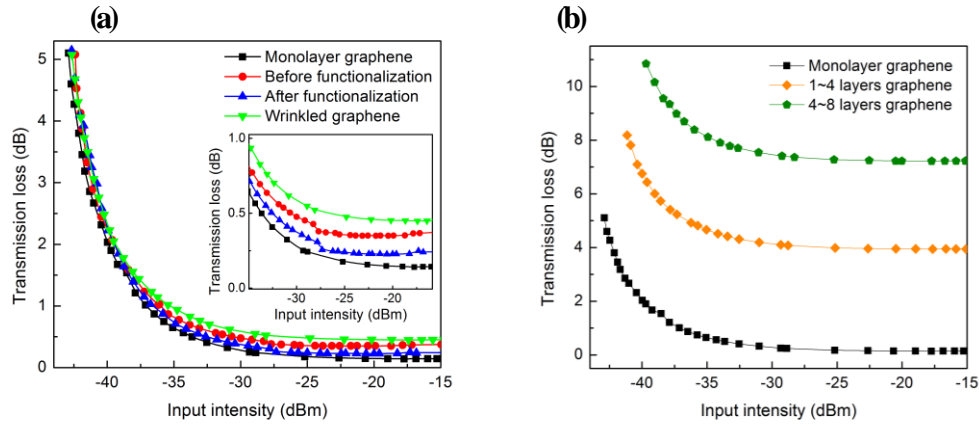 (a)
Transmission loss (dB)
5
4
3
2
1
0
Monolayer graphene
Before functionalization
After functionalization
Wrinkled graphene
Transmission loss (dB)
1.0
0.5
0.0
-30 -25 -20
Input intensity (dBm)
-40 -35 -30 -25 -20 -15
Input intensity (dBm)
(b)
Transmission loss (dB)
10
8
6
4
2
0
Monolayer graphene
1~4 layers graphene
4~8 layers graphene
-40 -35 -30 -25 -20 -15
Input intensity (dBm)